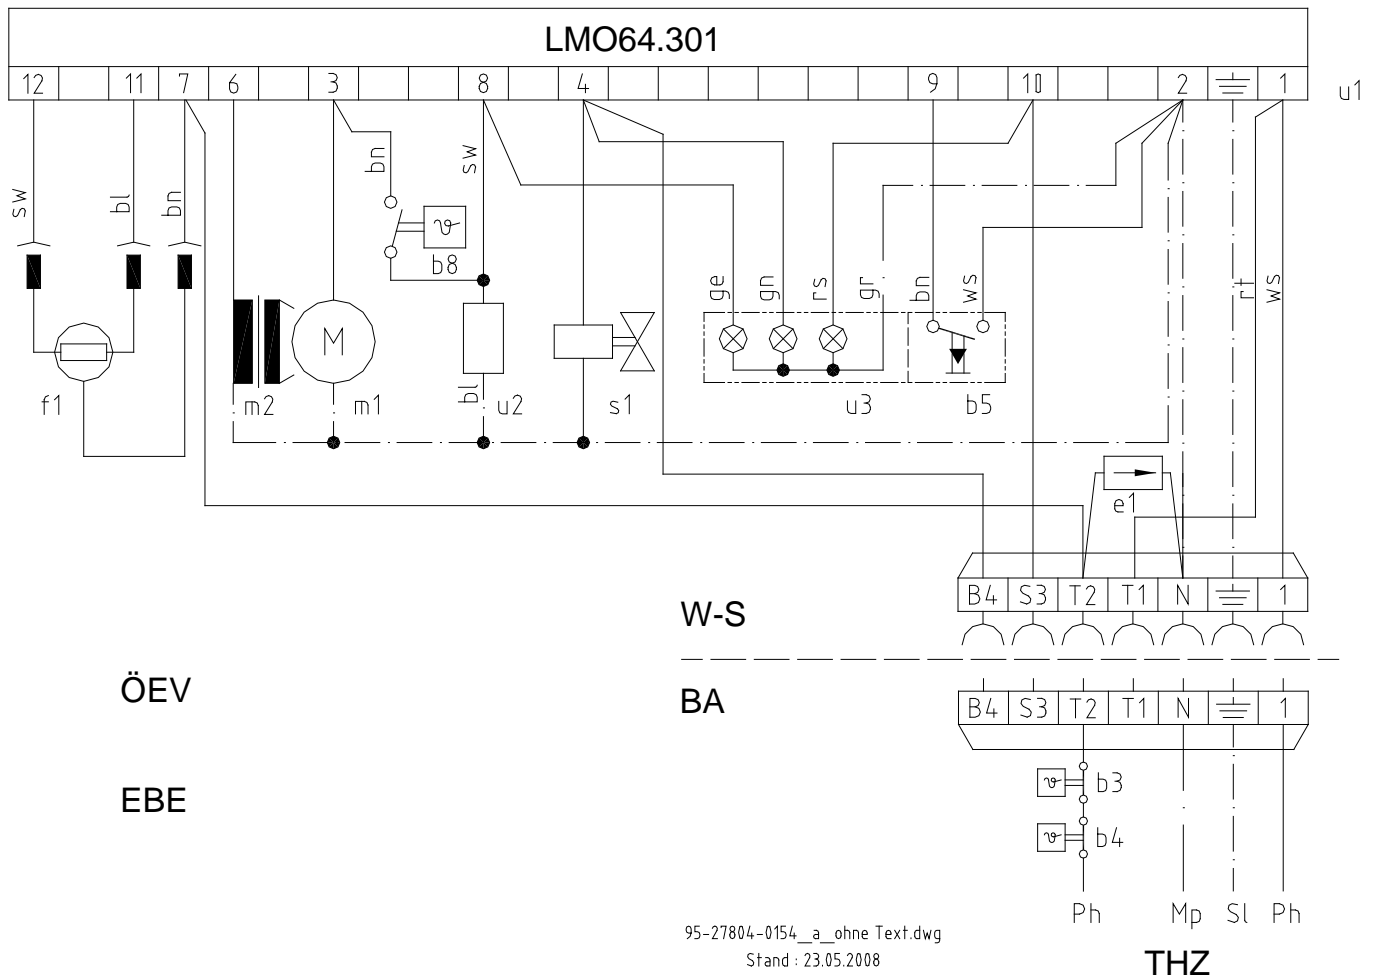 LMO64.301
12 11 7 6 3 8 4 9 10 2 1
u1
sw bl bn bn sw
b8
ge gn rs gr bn ws rt ws
M
f1 m2 m1 bl u2 s1 u3 b5
e1
B4 S3 T2 T1 N 1
W-S
ÖEV
BA
B4 S3 T2 T1 N 1
EBE
b3
b4
Ph Mp Sl Ph
95-27804-0154_a_ohne Text.dwg
Stand : 23.05.2008
THZ